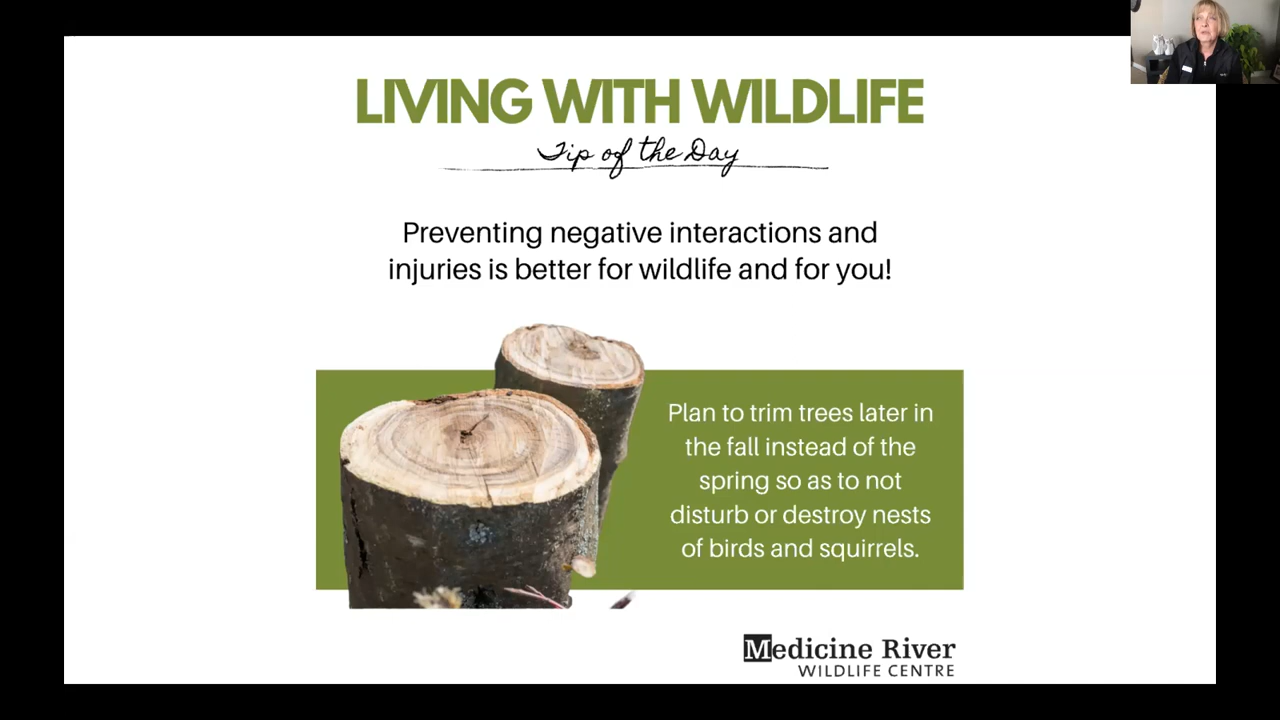 LIVING WITH WILDLIFE
Tip of the Day
Preventing negative interactions and
injuries is better for wildlife and for you!
Plan to trim trees later in
the fall instead of the
spring so as to not
disturb or destroy nests
of birds and squirrels.
Medicine River
WILDLIFE CENTRE